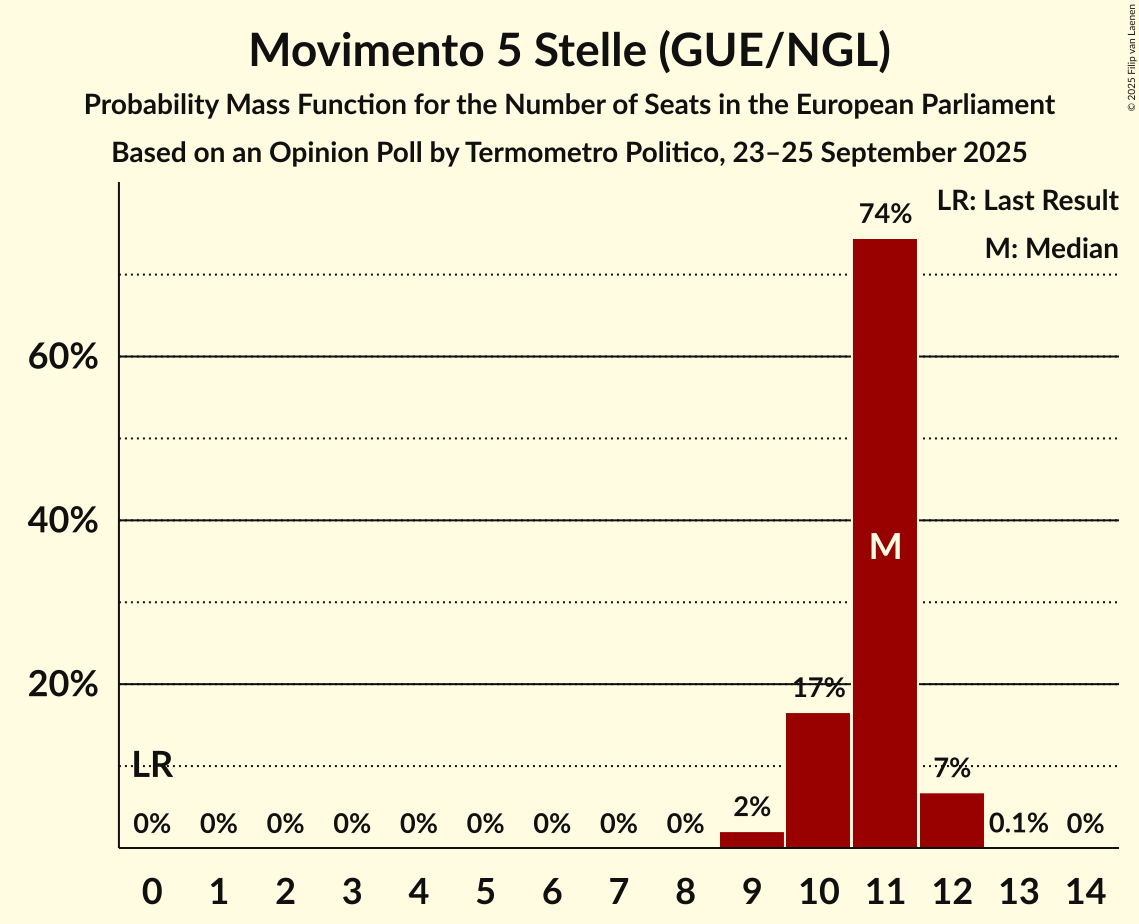 Movimento 5 Stelle (GUE/NGL)
Probability Mass Function for the Number of Seats in the European Parliament
Based on an Opinion Poll by Termometro Politico, 23–25 September 2025
© 2025 Filip van Laenen
LR: Last Result
M: Median
74%
60%
40%
M
20%
17%
LR
7%
0% 0% 0% 0% 0% 0% 0% 0% 0% 2% 0.1% 0%
0 1 2 3 4 5 6 7 8 9 10 11 12 13 14